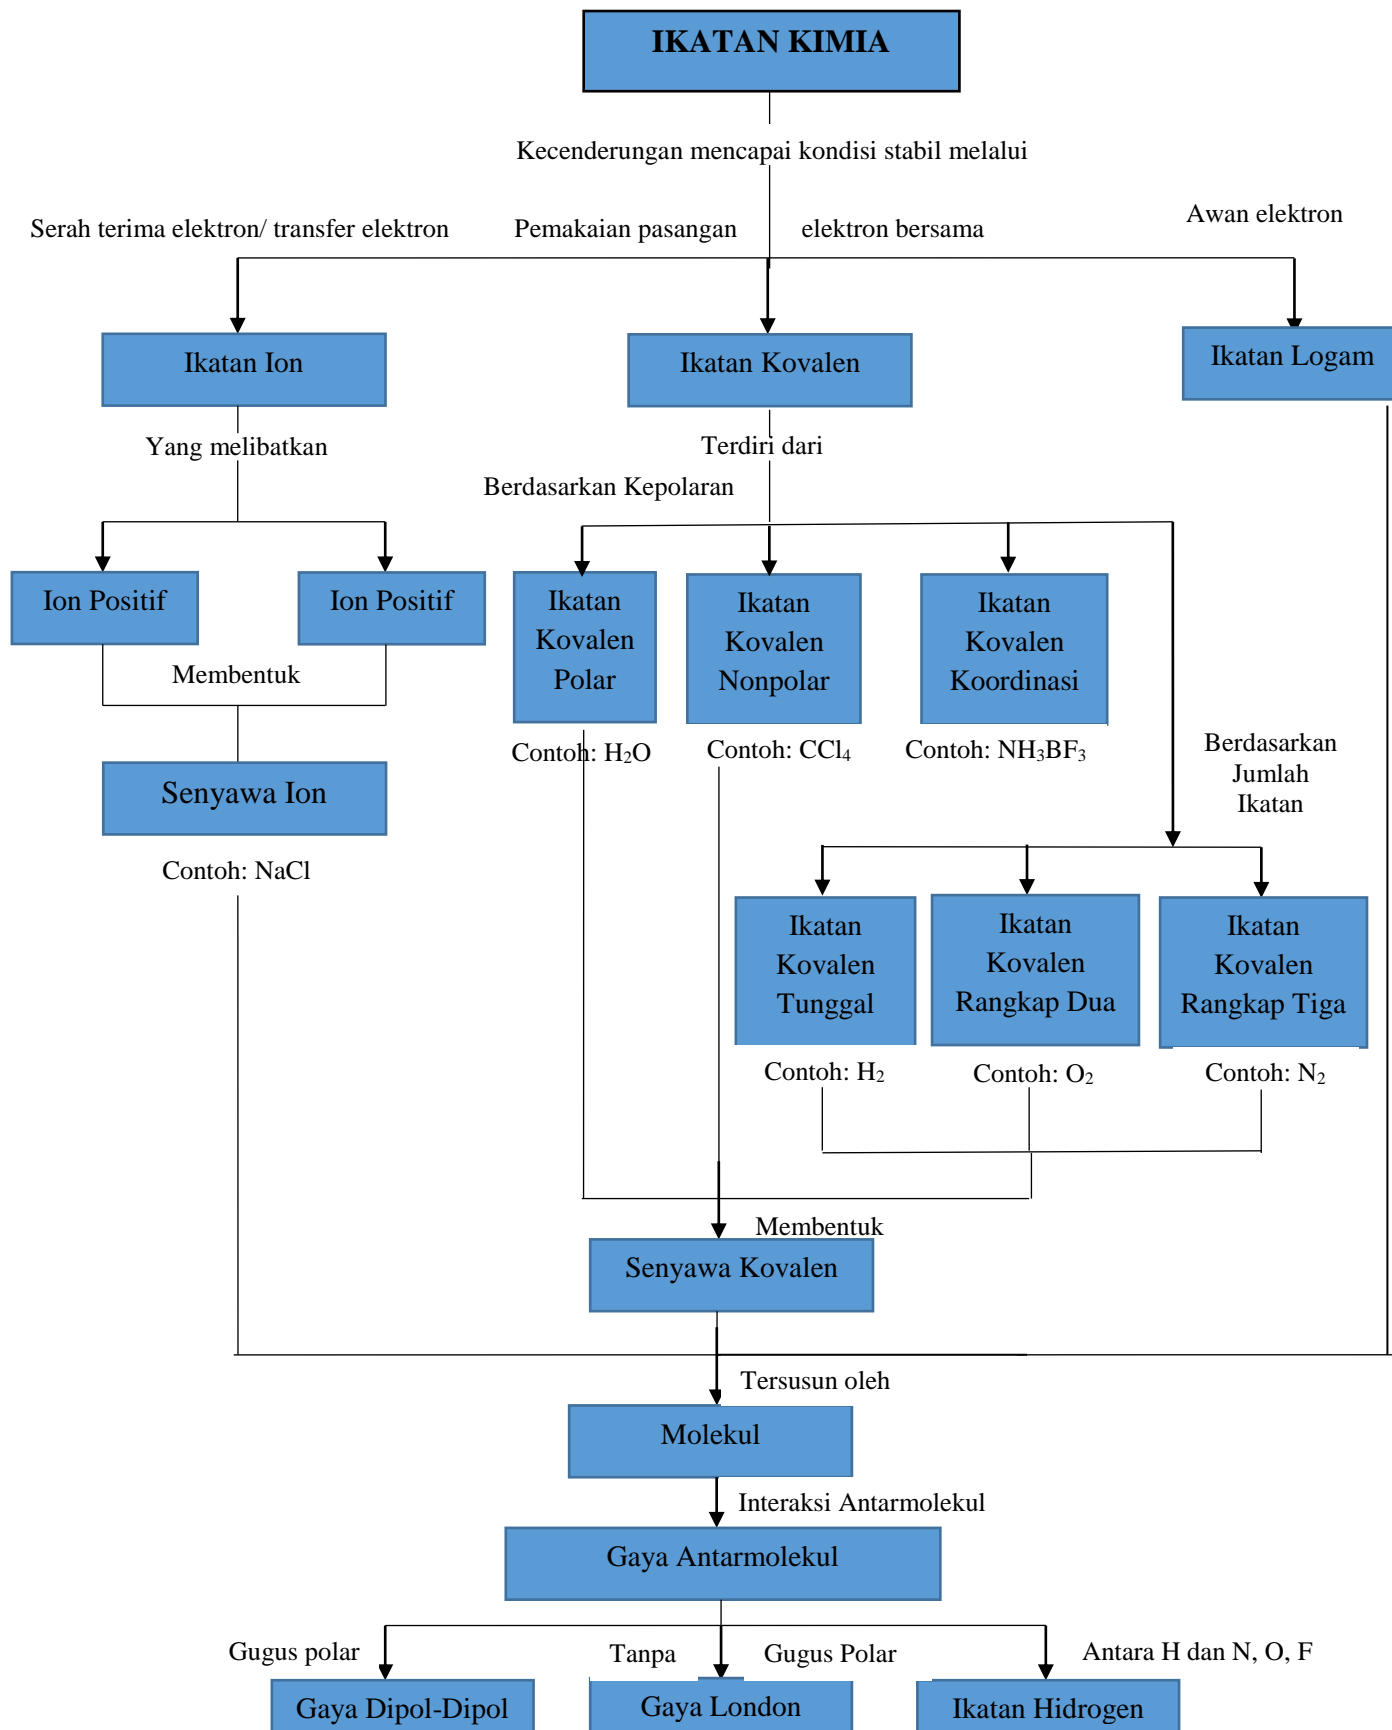 IKATAN KIMIA
Kecenderungan mencapai kondisi stabil melalui
Serah terima elektron/ transfer elektron
Pemakaian pasangan elektron bersama
Awan elektron
Ikatan Ion
Ikatan Kovalen
Ikatan Logam
Yang melibatkan
Terdiri dari
Berdasarkan Kepolaran
Ion Positif
Ion Positif
Ikatan
Kovalen
Polar
Ikatan
Kovalen
Nonpolar
Ikatan
Kovalen
Koordinasi
Membentuk
Contoh: H₂O
Contoh: CCl₄
Contoh: NH₃BF₃
Berdasarkan
Jumlah
Ikatan
Senyawa Ion
Contoh: NaCl
Ikatan
Kovalen
Tunggal
Ikatan
Kovalen
Rangkap Dua
Ikatan
Kovalen
Rangkap Tiga
Contoh: H₂
Contoh: O₂
Contoh: N₂
Membentuk
Senyawa Kovalen
Tersusun oleh
Molekul
Interaksi Antarmolekul
Gaya Antarmolekul
Gugus polar
Tanpa Gugus Polar
Antara H dan N, O, F
Gaya Dipol-Dipol
Gaya London
Ikatan Hidrogen